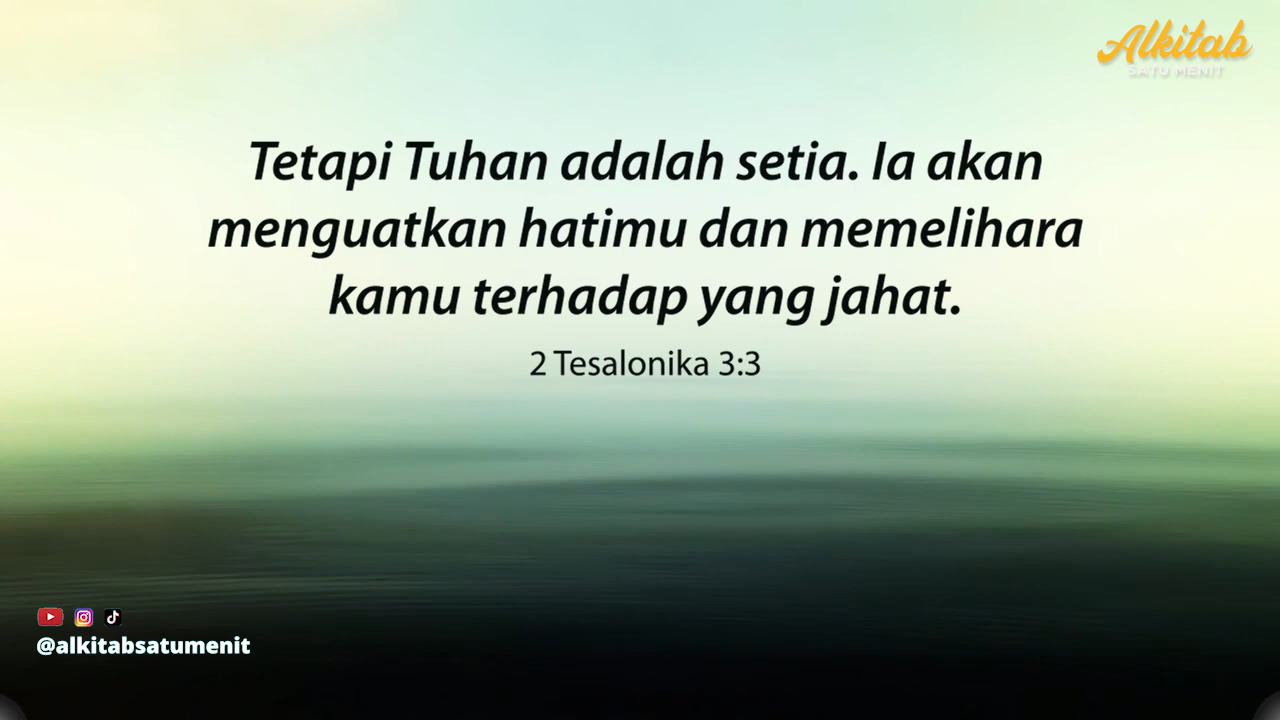 Alkitab
SATU MENIT
Tetapi Tuhan adalah setia. Ia akan
menguatkan hatimu dan memelihara
kamu terhadap yang jahat.
2 Tesalonika 3:3
@alkitabsatumenit